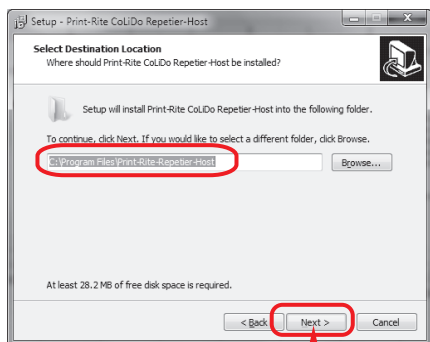 Setup - Print-Rite CoLiDo Repetier-Host
Select Destination Location
Where should Print-Rite CoLiDo Repetier-Host be installed?
Setup will install Print-Rite CoLiDo Repetier-Host into the following folder.
To continue, click Next. If you would like to select a different folder, click Browse.
C:\Program Files\Print-Rite-Repetier-Host
Browse...
At least 28.2 MB of free disk space is required.
< Back Next > Cancel